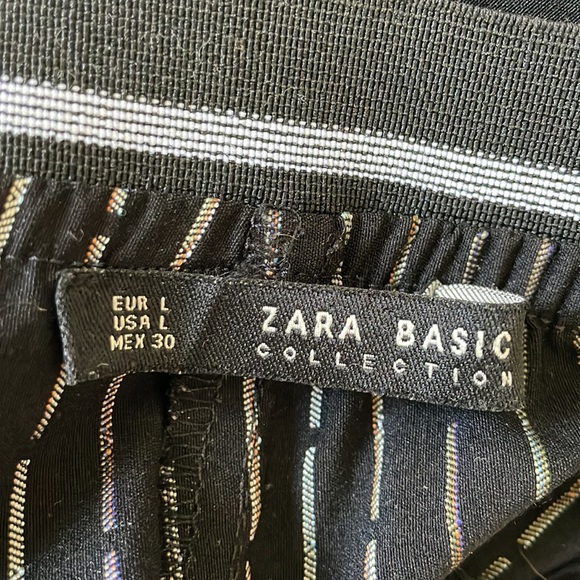 EUR L
USA L
MEX 30
ZARA BASIC
COLLECTION